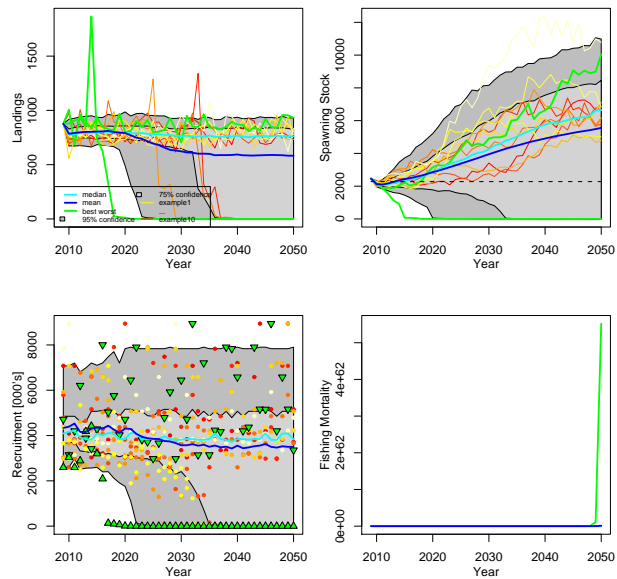 Landings
1500
1000
500
0
median
mean
best worst
95% confidence
75% confidence
example1
...
example10
2010 2020 2030 2040 2050
Year
Spawning Stock
10000
6000
2000
0
2010 2020 2030 2040 2050
Year
Recruitment [000's]
8000
6000
4000
2000
0
2010 2020 2030 2040 2050
Year
Fishing Mortality
4e+62
2e+62
0e+00
2010 2020 2030 2040 2050
Year